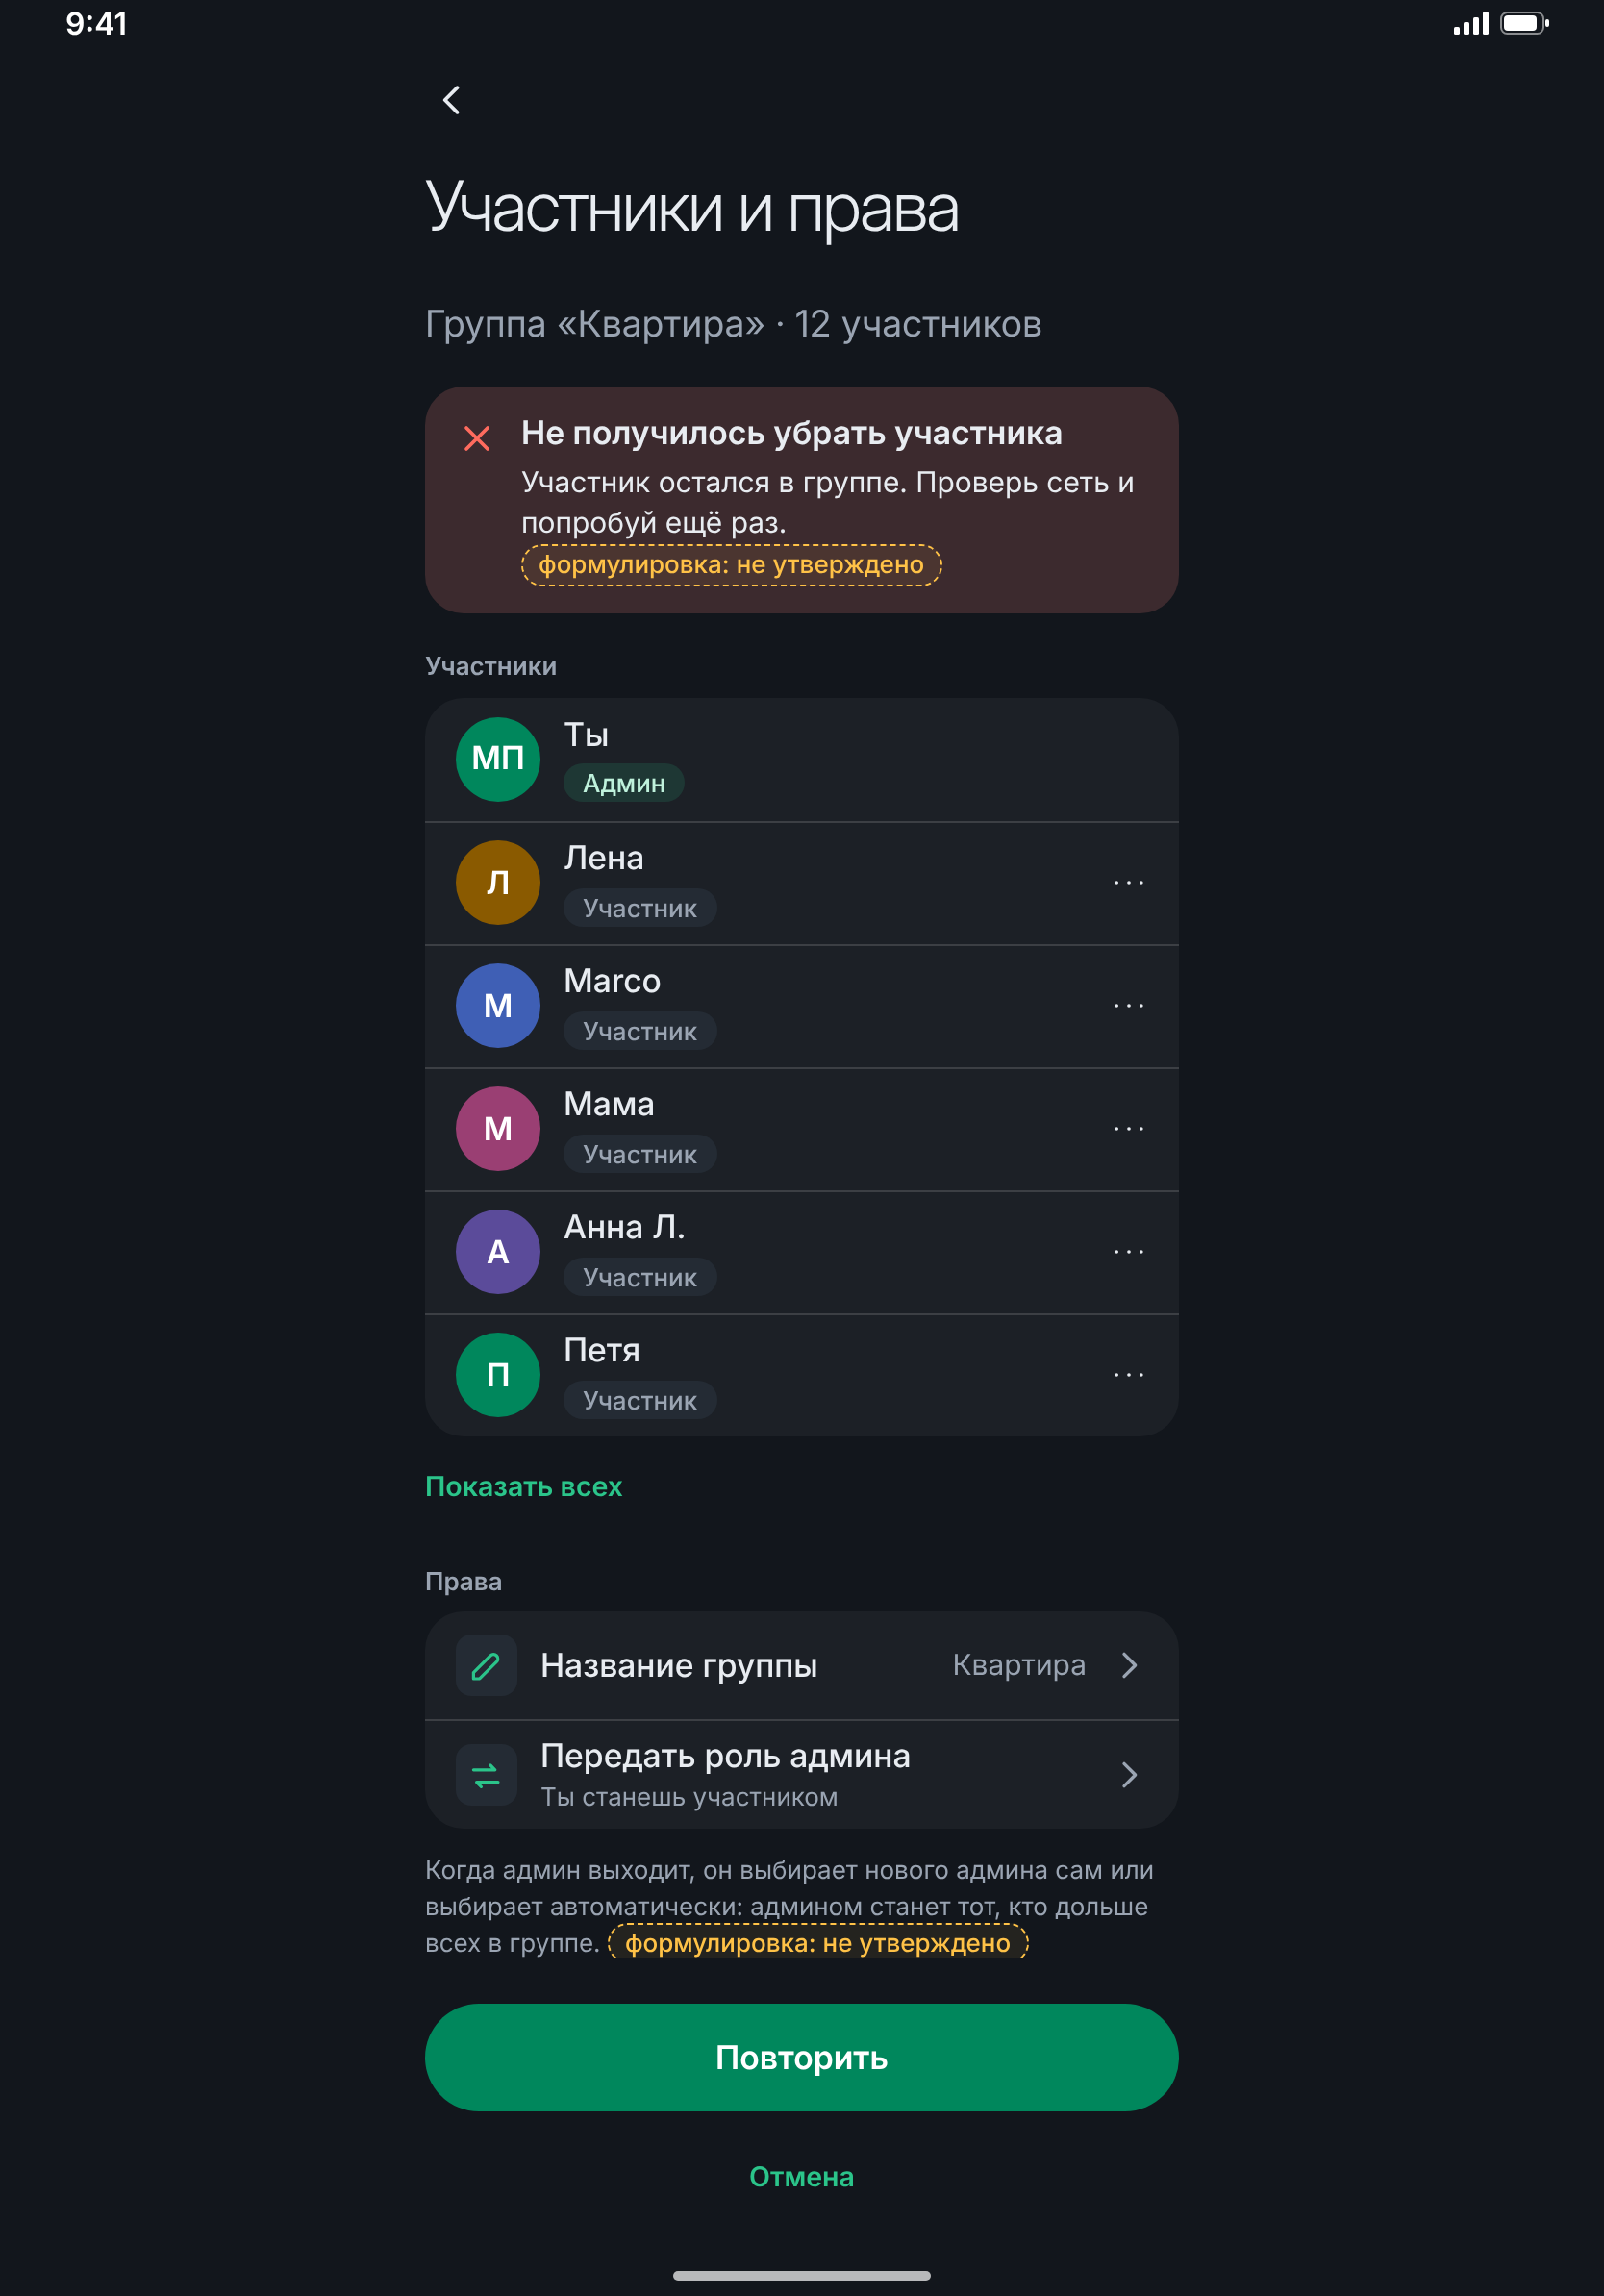 9:41
Участники и права
Группа «Квартира» · 12 участников
Не получилось убрать участника
Участник остался в группе. Проверь сеть и
попробуй ещё раз.
формулировка: не утверждено
Участники
МП
Ты
Админ
Л
Лена
Участник
M
Marco
Участник
М
Мама
Участник
А
Анна Л.
Участник
П
Петя
Участник
Показать всех
Права
Название группы
Квартира
Передать роль админа
Ты станешь участником
Когда админ выходит, он выбирает нового админа сам или
выбирает автоматически: админом станет тот, кто дольше
всех в группе. формулировка: не утверждено
Повторить
Отмена